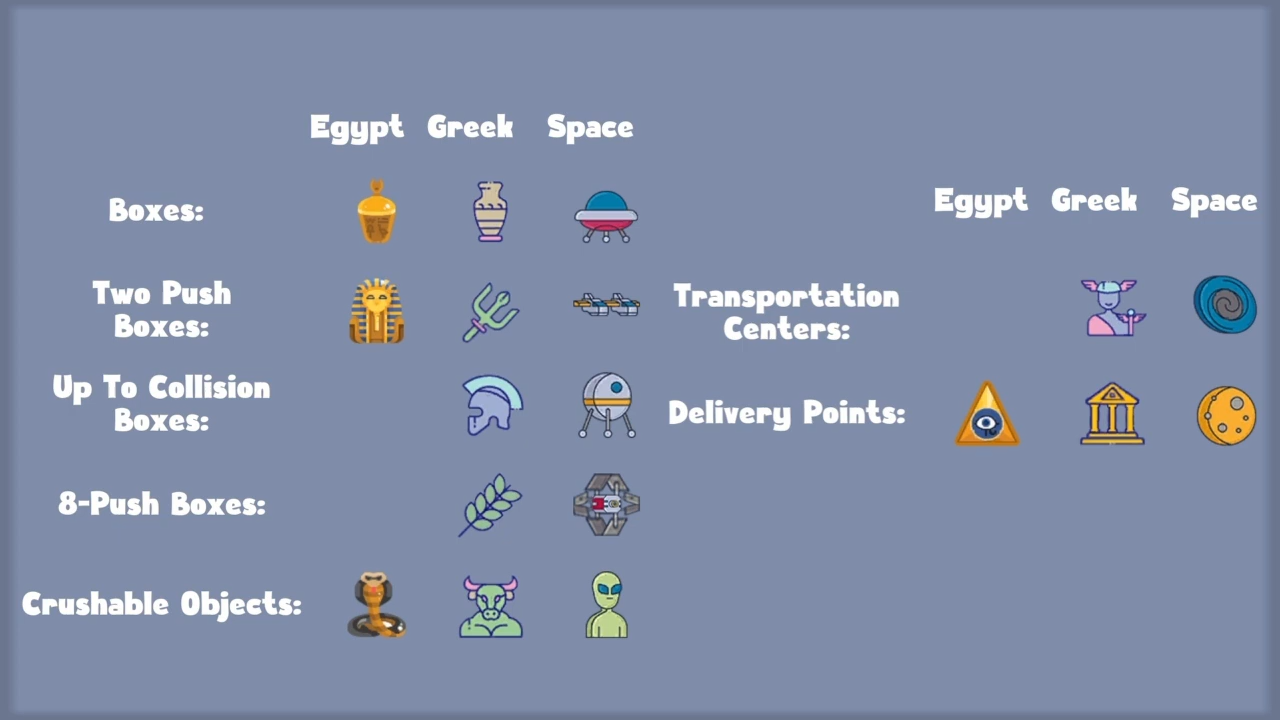 Egypt Greek Space
Boxes:
Two Push
Boxes:
Up To Collision
Boxes:
8-Push Boxes:
Crushable Objects:
Egypt Greek Space
Transportation
Centers:
Delivery Points: